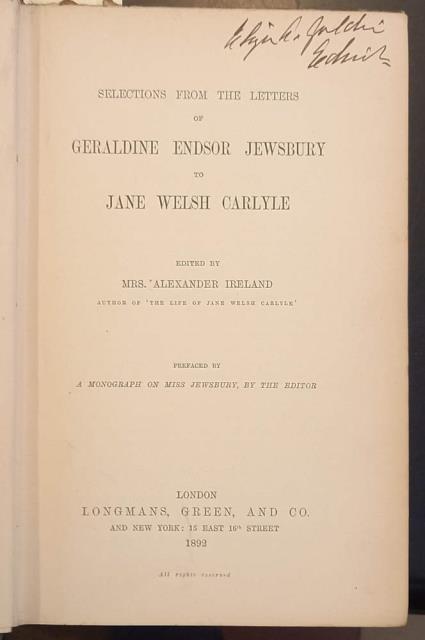 SELECTIONS FROM THE LETTERS
OF
GERALDINE ENDSOR JEWSBURY
TO
JANE WELSH CARLYLE
EDITED BY
MRS. ALEXANDER IRELAND
AUTHOR OF 'THE LIFE OF JANE WELSH CARLYLE'
PREFACED BY
A MONOGRAPH ON MISS JEWSBURY, BY THE EDITOR
LONDON
LONGMANS, GREEN, AND CO.
AND NEW YORK: 15 EAST 16th STREET
1892
All rights reserved